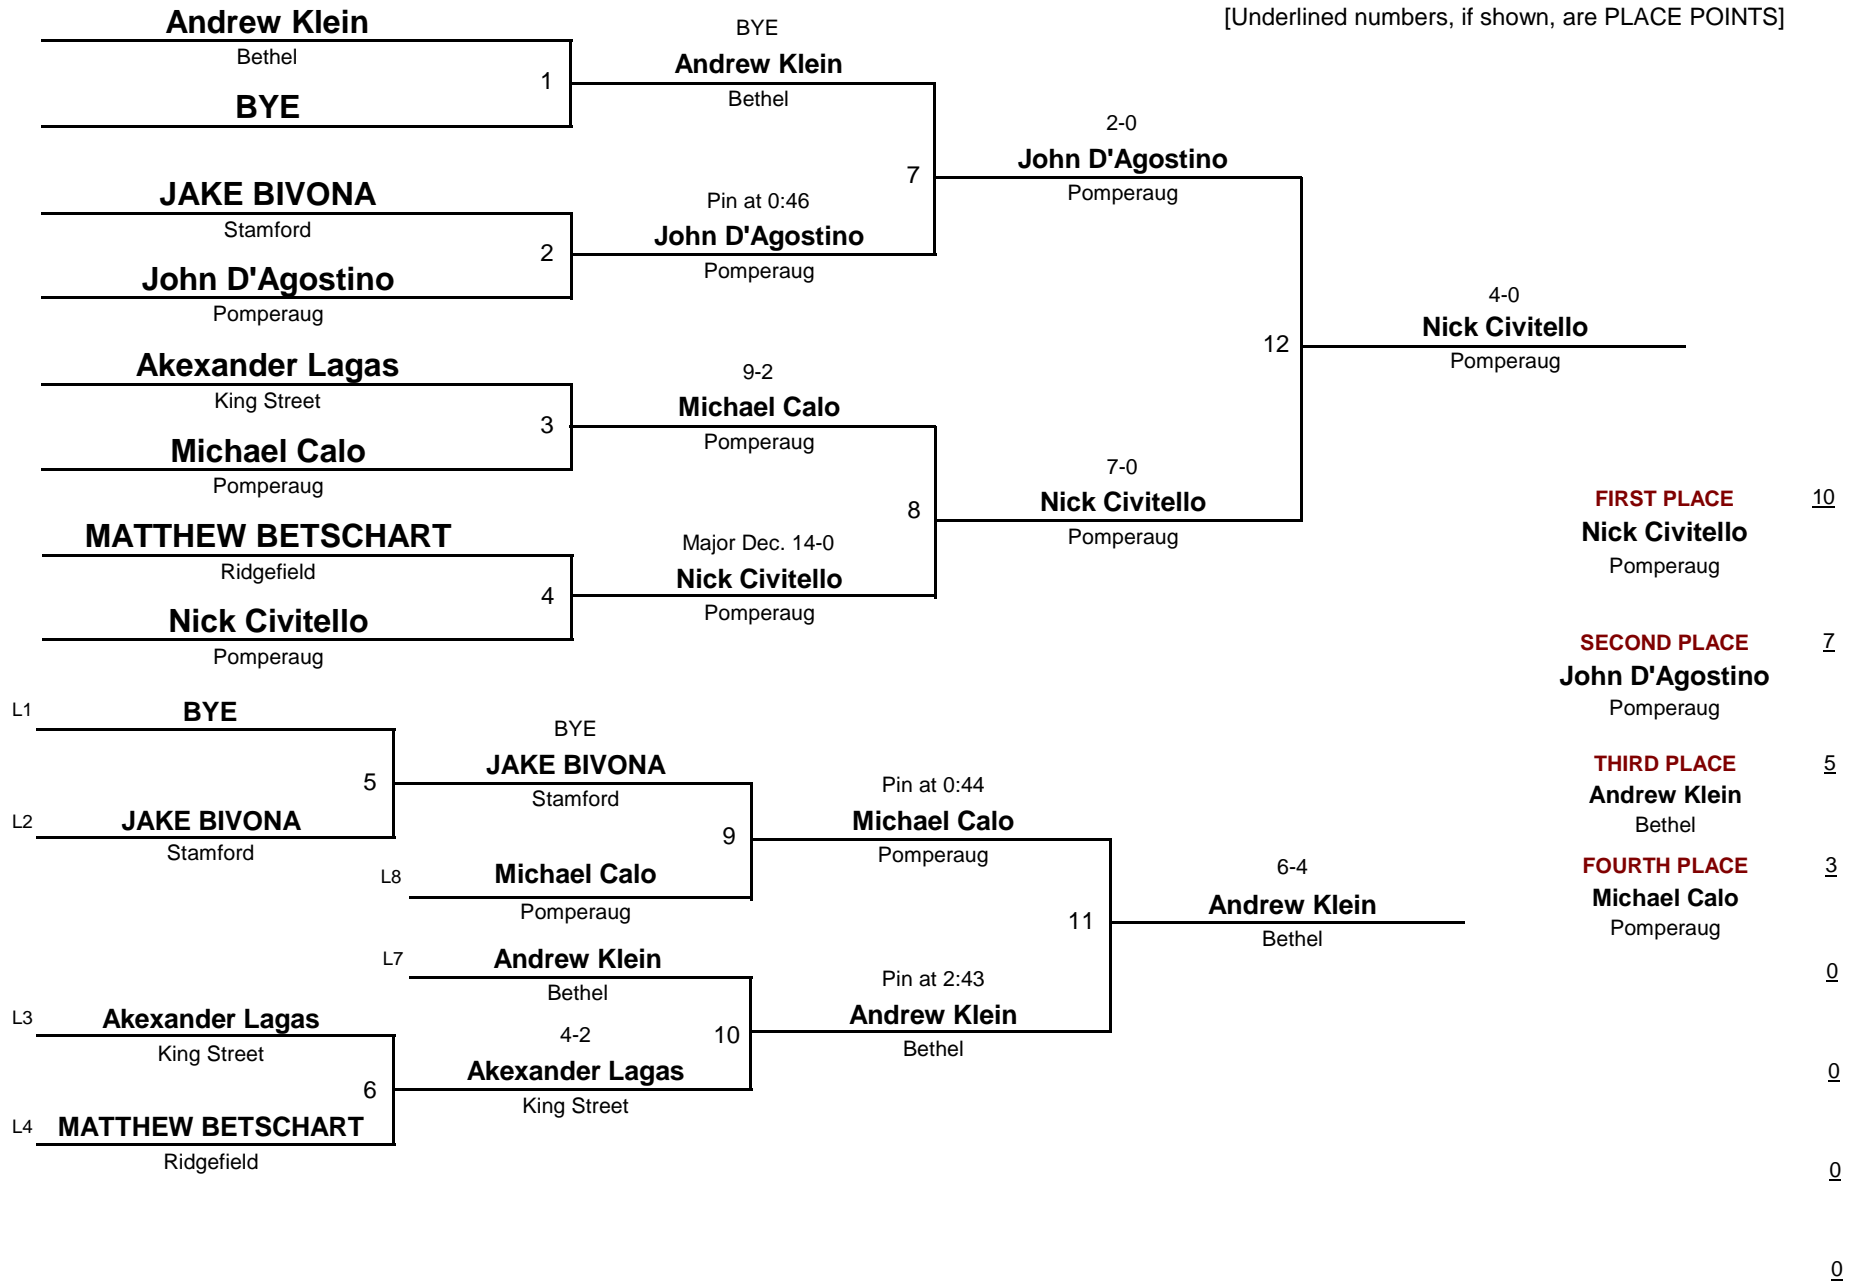 [Underlined numbers, if shown, are PLACE POINTS]
Andrew Klein
Bethel
1
BYE
BYE
Andrew Klein
Bethel
JAKE BIVONA
Stamford
2
John D'Agostino
Pomperaug
Pin at 0:46
John D'Agostino
Pomperaug
7
2-0
John D'Agostino
Pomperaug
Akexander Lagas
King Street
3
Michael Calo
Pomperaug
9-2
Michael Calo
Pomperaug
MATTHEW BETSCHART
Ridgefield
4
Nick Civitello
Pomperaug
Major Dec. 14-0
Nick Civitello
Pomperaug
8
7-0
Nick Civitello
Pomperaug
12
4-0
Nick Civitello
Pomperaug
FIRST PLACE 10
Nick Civitello
Pomperaug
SECOND PLACE 7
John D'Agostino
Pomperaug
THIRD PLACE 5
Andrew Klein
Bethel
FOURTH PLACE 3
Michael Calo
Pomperaug
0
0
0
0
L1 BYE
5
L2 JAKE BIVONA
Stamford
BYE
JAKE BIVONA
Stamford
9
L8 Michael Calo
Pomperaug
Pin at 0:44
Michael Calo
Pomperaug
L7 Andrew Klein
Bethel
L3 Akexander Lagas
King Street
6
L4 MATTHEW BETSCHART
Ridgefield
4-2
Akexander Lagas
King Street
10
Pin at 2:43
Andrew Klein
Bethel
11
6-4
Andrew Klein
Bethel